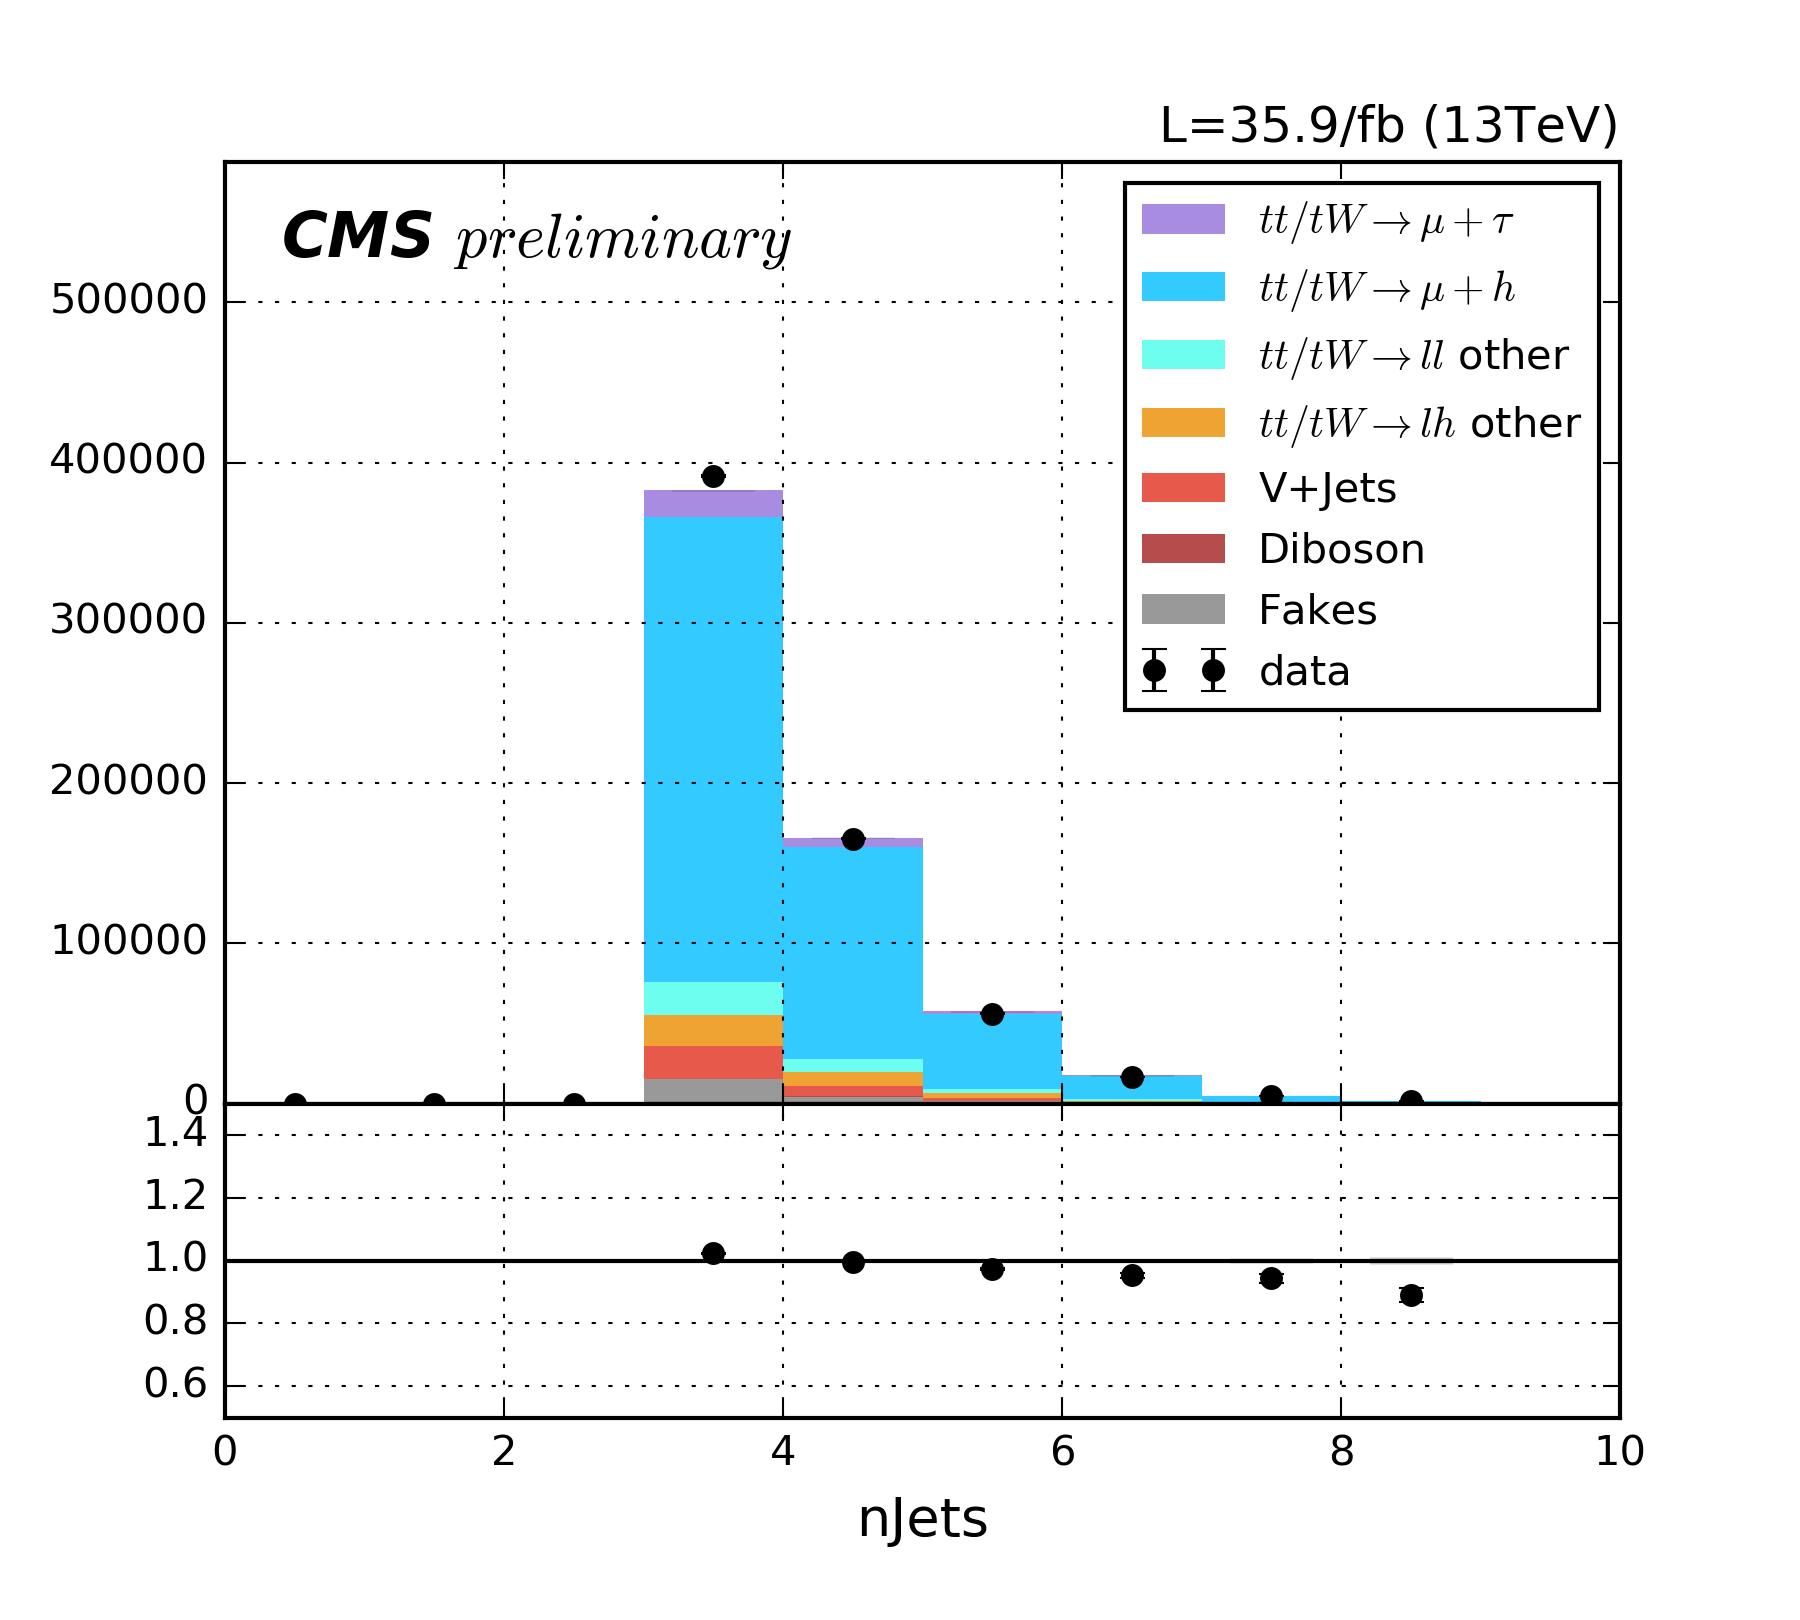 L=35.9/fb (13TeV)
CMS preliminary
tt/tW→μ+τ
tt/tW→μ+h
tt/tW→ll other
tt/tW→lh other
V+Jets
Diboson
Fakes
data
500000
400000
300000
200000
100000
0
1.4
1.2
1.0
0.8
0.6
0 2 4 6 8 10
nJets